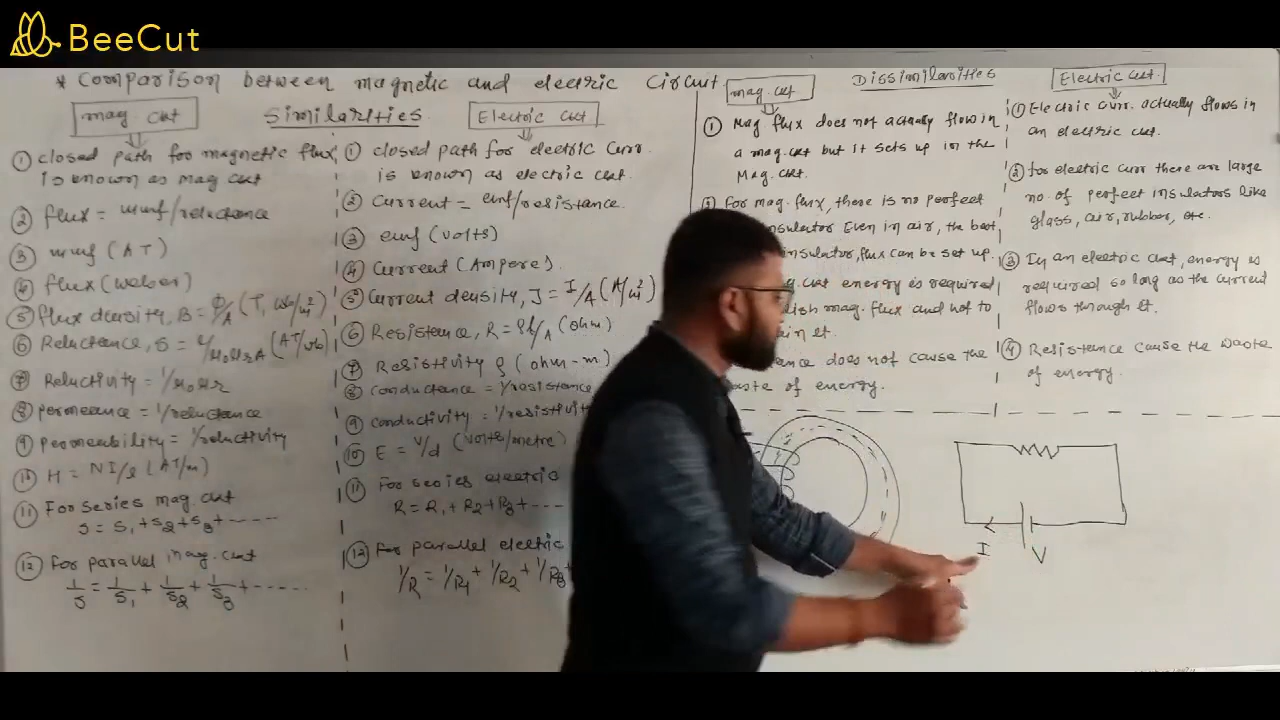 BeeCut
* Comparison between magnetic and electric Circuit
mag. ckt
Similarities
Electric ckt
① closed path for magnetic flux
is known as mag ckt
② flux = mmf/reluctance
③ mmf (AT)
④ flux (weber)
⑤ flux density, B = Φ/A (T, wb/m²)
⑥ Reluctance, S = l/μ₀μrA (AT/wb)
⑦ Reluctivity = 1/μ₀μr
⑧ permeance = 1/reluctance
⑨ permeability = 1/reluctivity
⑩ H = NI/l (AT/m)
⑪ For series mag ckt
S = S₁+S₂+S₃+-----
⑫ for parallel mag. ckt
1/S = 1/S₁ + 1/S₂ + 1/S₃ +-----
① closed path for electric curr.
is known as electric ckt.
② Current = emf/resistance.
③ emf (volts)
④ Current (Ampere).
⑤ Current density, J = I/A (A/m²)
⑥ Resistance, R = ρl/A (ohm)
⑦ Resistivity ρ (ohm-m)
⑧ conductance = 1/resistance
⑨ conductivity = 1/resistivit
⑩ E = V/d (volts/metre)
⑪ For series electric
R = R₁+R₂+R₃+---
⑫ For parallel electric
1/R = 1/R₁ + 1/R₂ + 1/R₃
mag. ckt
Dissimilarities
Electric ckt.
① Mag flux does not actually flow in
a mag. ckt but it sets up in the
Mag. ckt.
For mag. flux, there is no perfect
nsulator Even in air, the best
insulator, flux can be set up.
ckt energy is required
lish mag. flux and not to
in it.
ance does not cause the
waste of energy.
① Electric curr. actually flows in
an electric ckt.
② for electric curr there are large
no. of perfect insulators like
glass, air, rubber, etc.
③ In an electric ckt, energy is
required so long as the current
flows through it.
④ Resistance cause the waste
of energy.
I
V